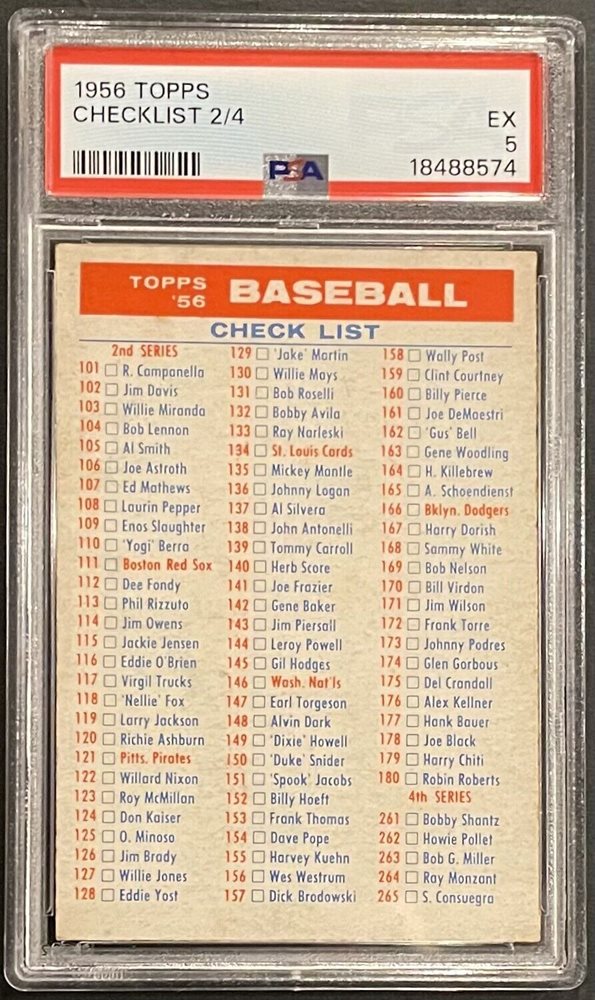 1956 TOPPS
CHECKLIST 2/4
EX
5
18488574
PSA
TOPPS
'56
BASEBALL
CHECK LIST
2nd SERIES
101 R. Campanella
102 Jim Davis
103 Willie Miranda
104 Bob Lennon
105 Al Smith
106 Joe Astroth
107 Ed Mathews
108 Laurin Pepper
109 Enos Slaughter
110 'Yogi' Berra
111 Boston Red Sox
112 Dee Fondy
113 Phil Rizzuto
114 Jim Owens
115 Jackie Jensen
116 Eddie O'Brien
117 Virgil Trucks
118 'Nellie' Fox
119 Larry Jackson
120 Richie Ashburn
121 Pitts. Pirates
122 Willard Nixon
123 Roy McMillan
124 Don Kaiser
125 O. Minoso
126 Jim Brady
127 Willie Jones
128 Eddie Yost
129 'Jake' Martin
130 Willie Mays
131 Bob Roselli
132 Bobby Avila
133 Ray Narleski
134 St. Louis Cards
135 Mickey Mantle
136 Johnny Logan
137 Al Silvera
138 John Antonelli
139 Tommy Carroll
140 Herb Score
141 Joe Frazier
142 Gene Baker
143 Jim Piersall
144 Leroy Powell
145 Gil Hodges
146 Wash. Nat'ls
147 Earl Torgeson
148 Alvin Dark
149 'Dixie' Howell
150 'Duke' Snider
151 'Spook' Jacobs
152 Billy Hoeft
153 Frank Thomas
154 Dave Pope
155 Harvey Kuehn
156 Wes Westrum
157 Dick Brodowski
158 Wally Post
159 Clint Courtney
160 Billy Pierce
161 Joe DeMaestri
162 'Gus' Bell
163 Gene Woodling
164 H. Killebrew
165 A. Schoendienst
166 Bklyn. Dodgers
167 Harry Dorish
168 Sammy White
169 Bob Nelson
170 Bill Virdon
171 Jim Wilson
172 Frank Torre
173 Johnny Podres
174 Glen Gorbous
175 Del Crandall
176 Alex Kellner
177 Hank Bauer
178 Joe Black
179 Harry Chiti
180 Robin Roberts
4th SERIES
261 Bobby Shantz
262 Howie Pollet
263 Bob G. Miller
264 Ray Monzant
265 S. Consuegra